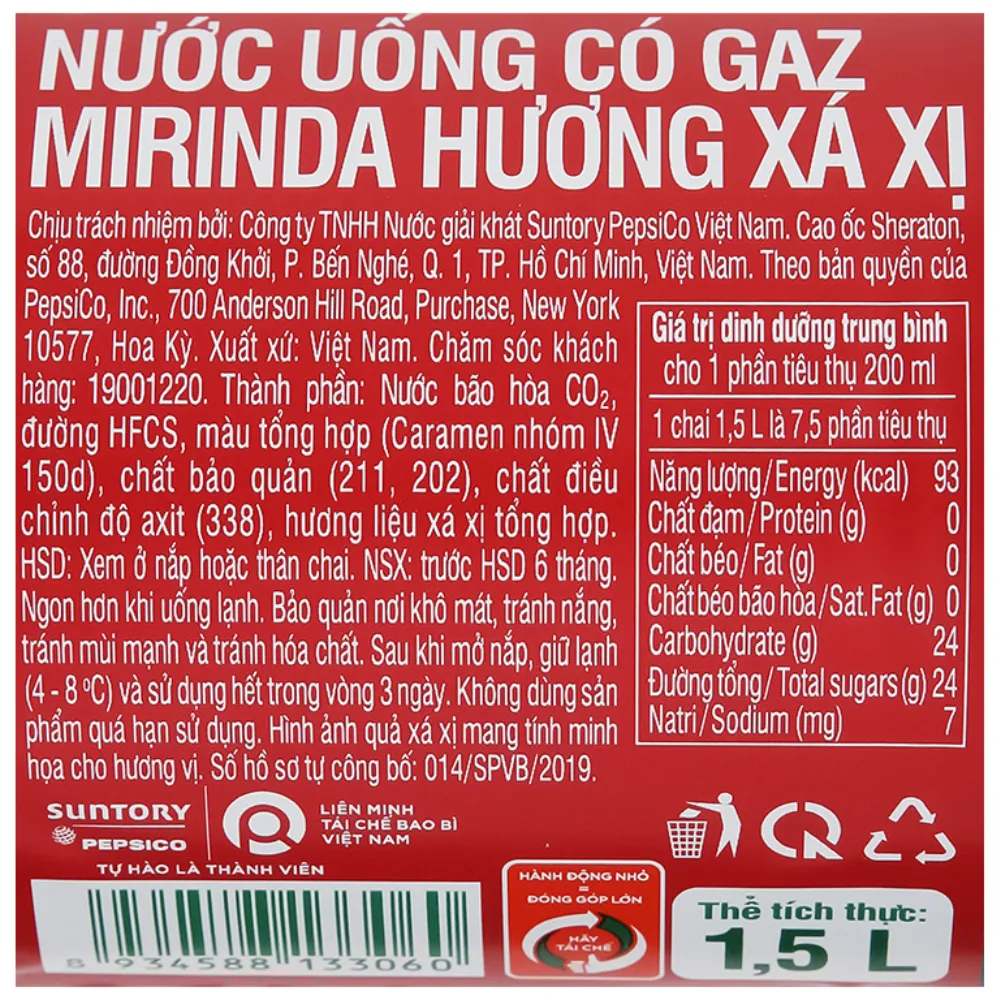 NƯỚC UỐNG CÓ GAZ
MIRINDA HƯƠNG XÁ XỊ
Chịu trách nhiệm bởi: Công ty TNHH Nước giải khát Suntory PepsiCo Việt Nam. Cao ốc Sheraton,
số 88, đường Đồng Khởi, P. Bến Nghé, Q. 1, TP. Hồ Chí Minh, Việt Nam. Theo bản quyền của
PepsiCo, Inc., 700 Anderson Hill Road, Purchase, New York
10577, Hoa Kỳ. Xuất xứ: Việt Nam. Chăm sóc khách
hàng: 19001220. Thành phần: Nước bão hòa CO₂,
đường HFCS, màu tổng hợp (Caramen nhóm IV
150d), chất bảo quản (211, 202), chất điều
chỉnh độ axit (338), hương liệu xá xị tổng hợp.
HSD: Xem ở nắp hoặc thân chai. NSX: trước HSD 6 tháng.
Ngon hơn khi uống lạnh. Bảo quản nơi khô mát, tránh nắng,
tránh mùi mạnh và tránh hóa chất. Sau khi mở nắp, giữ lạnh
(4 - 8 ºC) và sử dụng hết trong vòng 3 ngày. Không dùng sản
phẩm quá hạn sử dụng. Hình ảnh quả xá xị mang tính minh
họa cho hương vị. Số hồ sơ tự công bố: 014/SPVB/2019.
Giá trị dinh dưỡng trung bình
cho 1 phần tiêu thụ 200 ml
1 chai 1,5 L là 7,5 phần tiêu thụ
Năng lượng/Energy (kcal) 93
Chất đạm/Protein (g) 0
Chất béo/Fat (g) 0
Chất béo bão hòa/Sat. Fat (g) 0
Carbohydrate (g) 24
Đường tổng/Total sugars (g) 24
Natri/Sodium (mg) 7
SUNTORY
PEPSICO
LIÊN MINH
TÁI CHẾ BAO BÌ
VIỆT NAM
TỰ HÀO LÀ THÀNH VIÊN
HÀNH ĐỘNG NHỎ
=
ĐÓNG GÓP LỚN
HÃY
TÁI CHẾ
Thể tích thực:
1,5 L
8 934588 133060